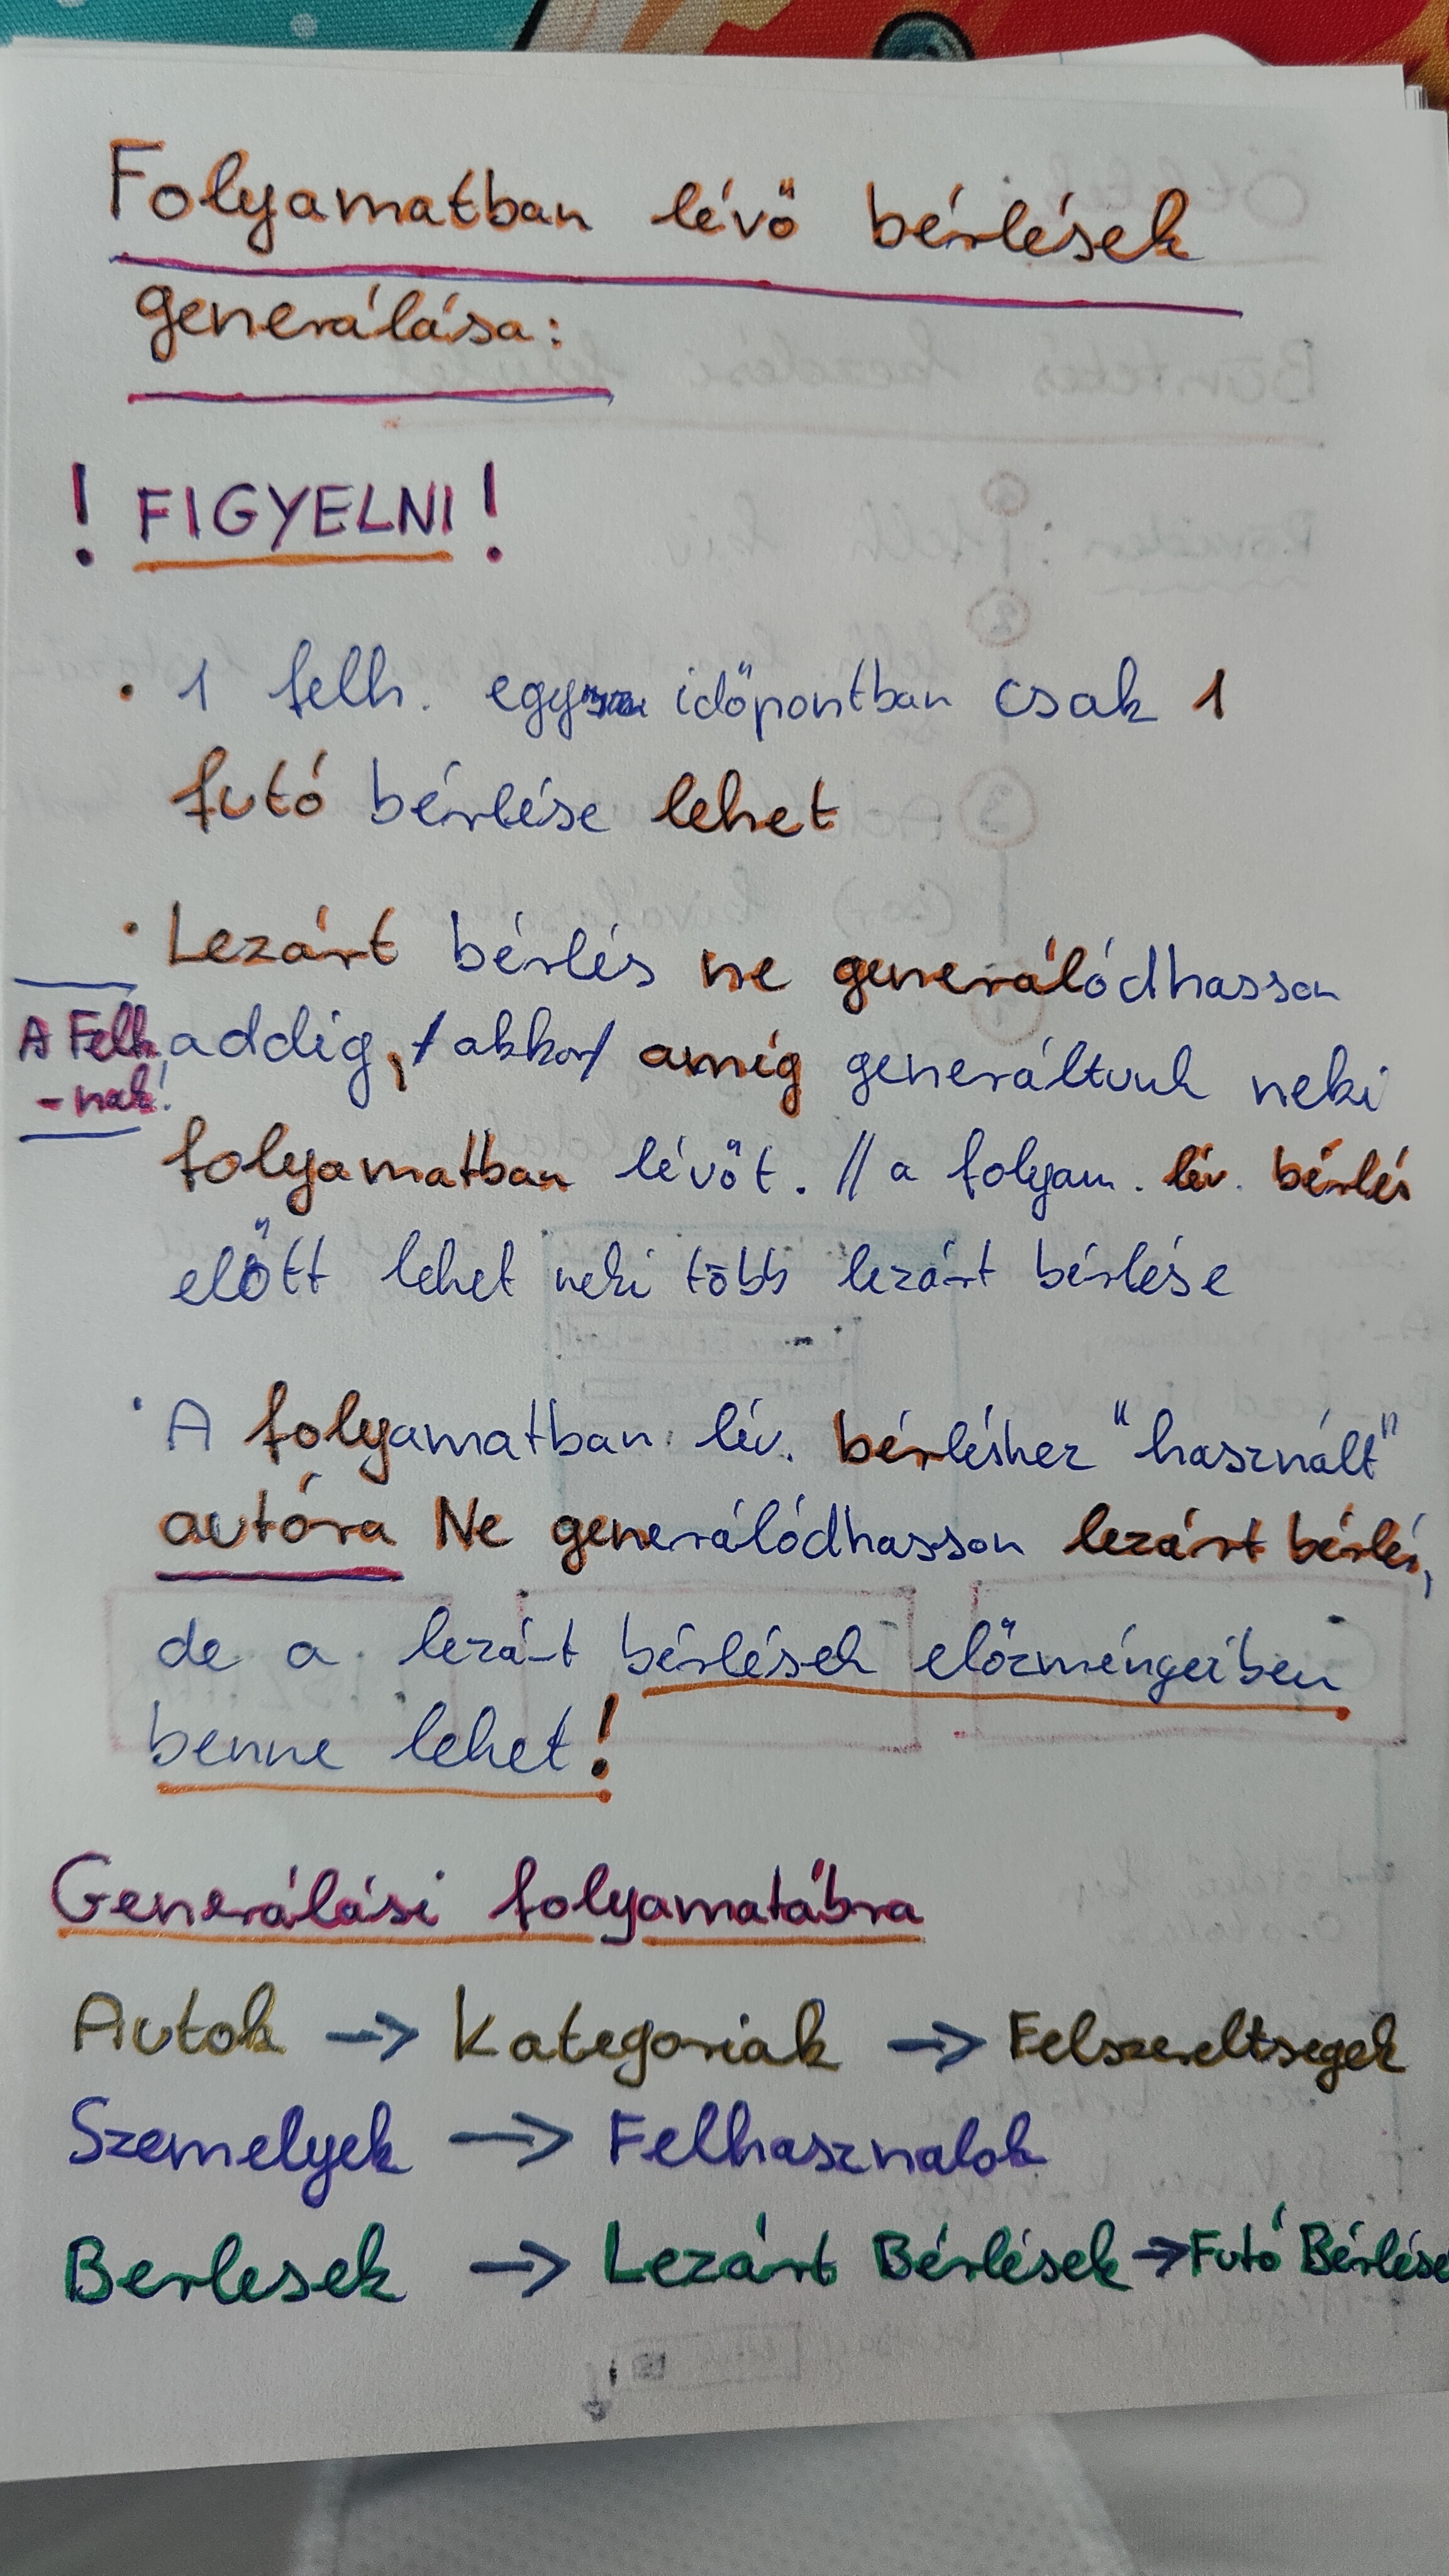 Folyamatban lévő bérlések
generálása:
! FIGYELNI !
• 1 felh. egy időpontban csak 1
futó bérlése lehet
• Lezárt bérlés ne generálódhasson
A Felh.
-nak!
addig, /akkor/ amíg generáltunk neki
folyamatban lévőt. // a folyam. lév. bérlés
előtt lehet neki több lezárt bérlése
• A folyamatban lév. bérléshez "használt"
autóra Ne generálódhasson lezárt bérlés,
de a lezárt bérlések előzményeiben
benne lehet!
Generálási folyamatábra
Autok -> Kategoriak -> Felszereltsegek
Szemelyek -> Felhasznalok
Berlesek -> Lezárt Bérlések -> Futó Bérlése